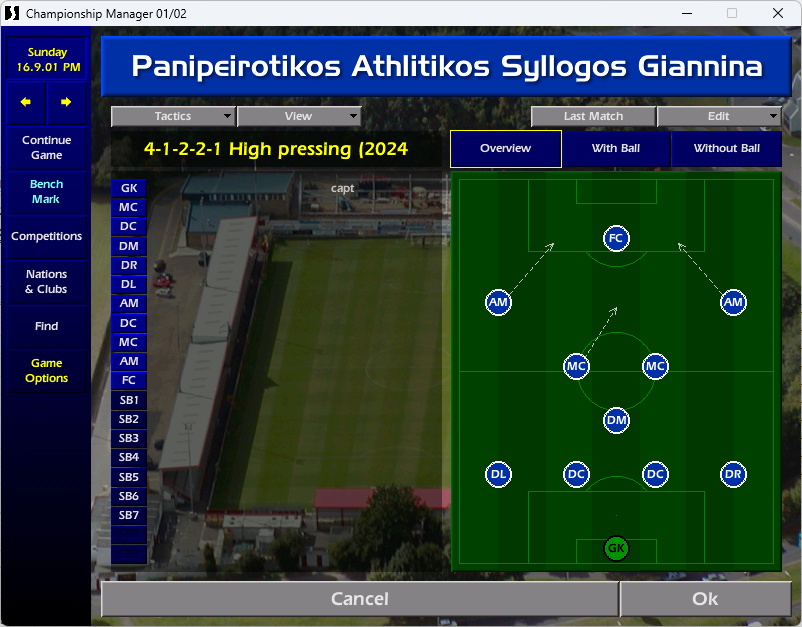 Championship Manager 01/02
Sunday
16.9.01 PM
Continue
Game
Bench
Mark
Competitions
Nations
& Clubs
Find
Game
Options
Panipeirotikos Athlitikos Syllogos Giannina
Tactics View Last Match Edit
4-1-2-2-1 High pressing (2024
Overview With Ball Without Ball
GK capt
MC
DC
DM
DR
DL
AM
DC
MC
AM
FC
SB1
SB2
SB3
SB4
SB5
SB6
SB7
FC
AM AM
MC MC
DM
DL DC DC DR
GK
Cancel Ok